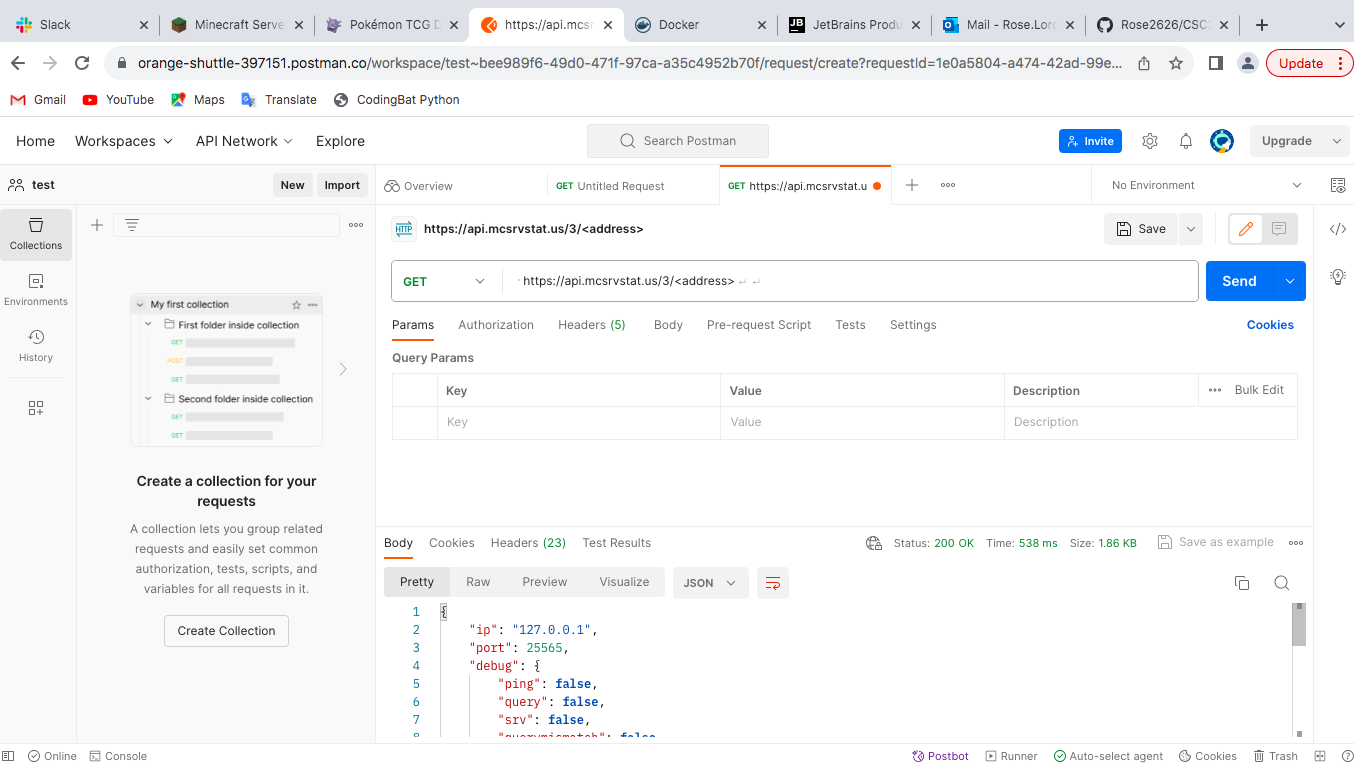 Slack
Minecraft Serve
Pokémon TCG D
https://api.mcsr
Docker
JetBrains Produ
Mail - Rose.Lord
Rose2626/CSC
orange-shuttle-397151.postman.co/workspace/test~bee989f6-49d0-471f-97ca-a35c4952b70f/request/create?requestId=1e0a5804-a474-42ad-99e...
Update
Gmail
YouTube
Maps
Translate
CodingBat Python
Home
Workspaces
API Network
Explore
Search Postman
Invite
Upgrade
test
New
Import
Overview
GET Untitled Request
GET https://api.mcsrvstat.u
No Environment
Collections
Environments
History
HTTP
https://api.mcsrvstat.us/3/<address>
Save
GET
https://api.mcsrvstat.us/3/<address>
Send
Params
Authorization
Headers (5)
Body
Pre-request Script
Tests
Settings
Cookies
Query Params
Key
Value
Description
Bulk Edit
Key
Value
Description
My first collection
First folder inside collection
GET
POST
GET
Second folder inside collection
GET
GET
Create a collection for your
requests
A collection lets you group related
requests and easily set common
authorization, tests, scripts, and
variables for all requests in it.
Create Collection
Body
Cookies
Headers (23)
Test Results
Status: 200 OK
Time: 538 ms
Size: 1.86 KB
Save as example
Pretty
Raw
Preview
Visualize
JSON
1 {
2 "ip": "127.0.0.1",
3 "port": 25565,
4 "debug": {
5 "ping": false,
6 "query": false,
7 "srv": false,
8 "querymismatch": false
Online
Console
Postbot
Runner
Auto-select agent
Cookies
Trash